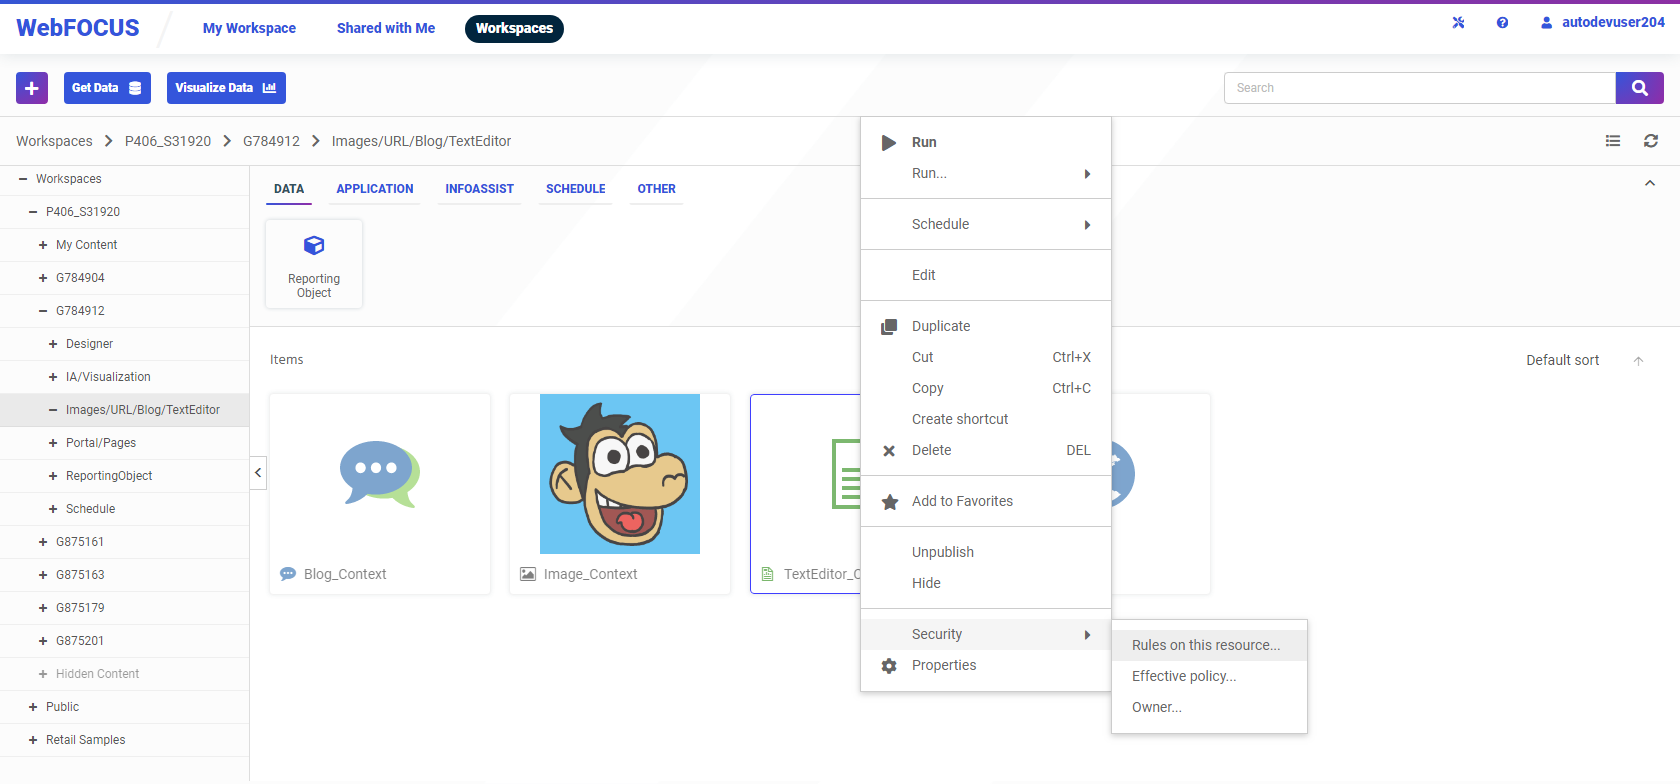 WebFOCUS
My Workspace
Shared with Me
Workspaces
autodevuser204
Get Data
Visualize Data
Search
Workspaces
P406_S31920
G784912
Images/URL/Blog/TextEditor
Workspaces
P406_S31920
My Content
G784904
G784912
Designer
IA/Visualization
Images/URL/Blog/TextEditor
Portal/Pages
ReportingObject
Schedule
G875161
G875163
G875179
G875201
Hidden Content
Public
Retail Samples
DATA
APPLICATION
INFOASSIST
SCHEDULE
OTHER
Reporting
Object
Items
Default sort
Blog_Context
Image_Context
TextEditor_C
Run
Run...
Schedule
Edit
Duplicate
Cut Ctrl+X
Copy Ctrl+C
Create shortcut
Delete DEL
Add to Favorites
Unpublish
Hide
Security
Properties
Rules on this resource...
Effective policy...
Owner...